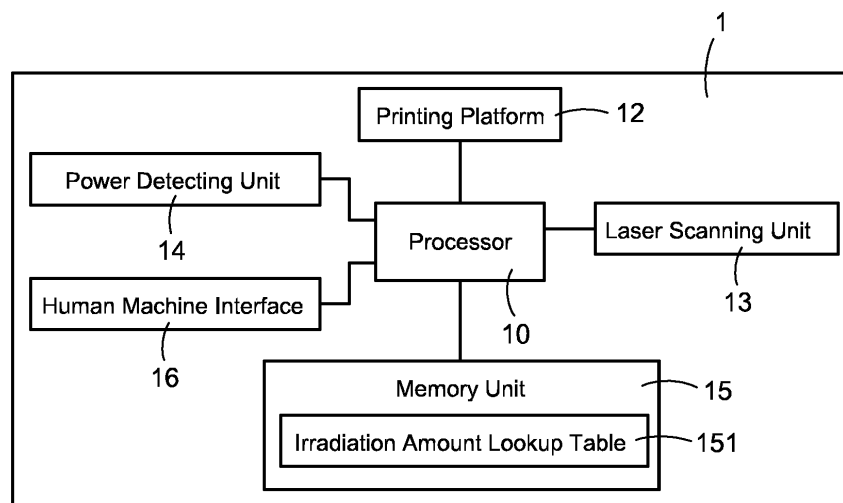 1
Printing Platform
12
Power Detecting Unit
14
Processor
10
Laser Scanning Unit
13
Human Machine Interface
16
Memory Unit
15
Irradiation Amount Lookup Table
151